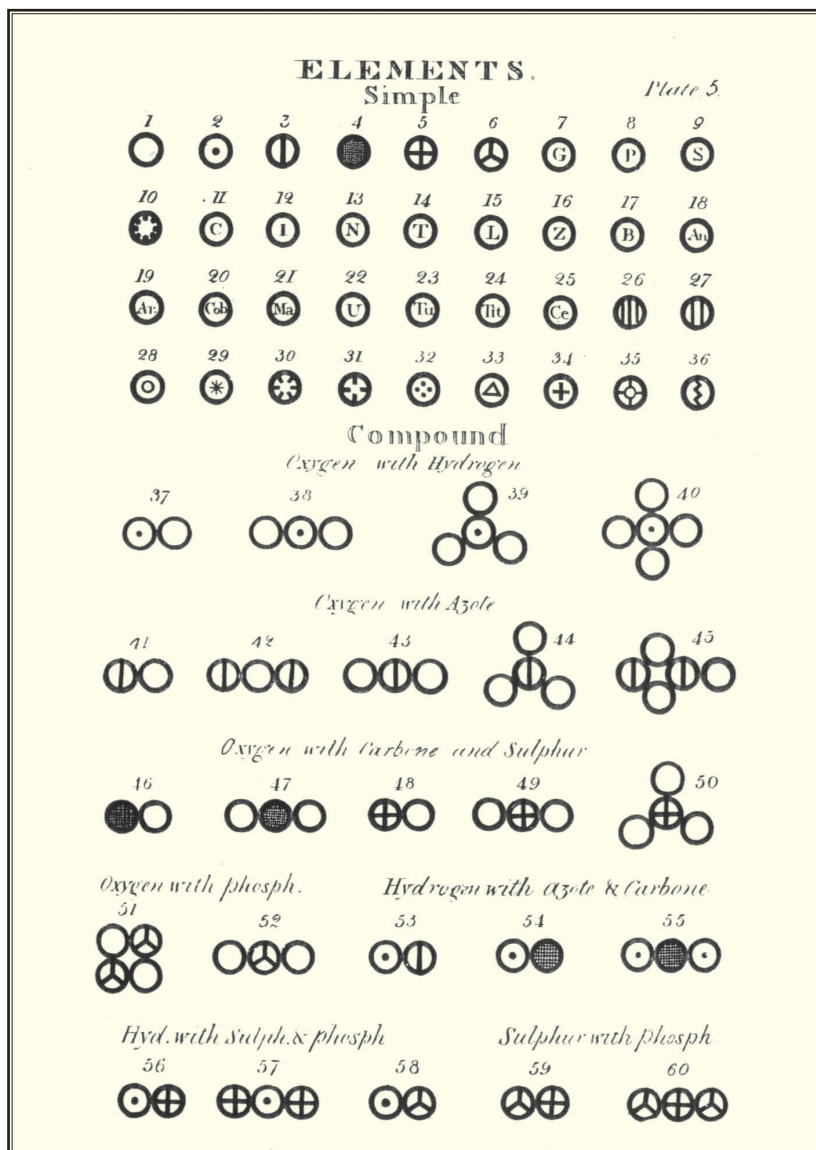 ELEMENTS.
Simple
Plate 5.
1 2 3 4 5 6 7 8 9
G P S
10 11 12 13 14 15 16 17 18
C I N T L Z B An
19 20 21 22 23 24 25 26 27
Ar. Cob Ma U Tu Tit Ce
28 29 30 31 32 33 34 35 36
Compound
Oxygen with Hydrogen
37 38 39 40
Oxygen with Azote
41 42 43 44 45
Oxygen with Carbone and Sulphur
46 47 48 49 50
Oxygen with phosph.
Hydrogen with azote & Carbone
51 52 53 54 55
Hyd. with Sulph. & phosph
Sulphur with phosph
56 57 58 59 60